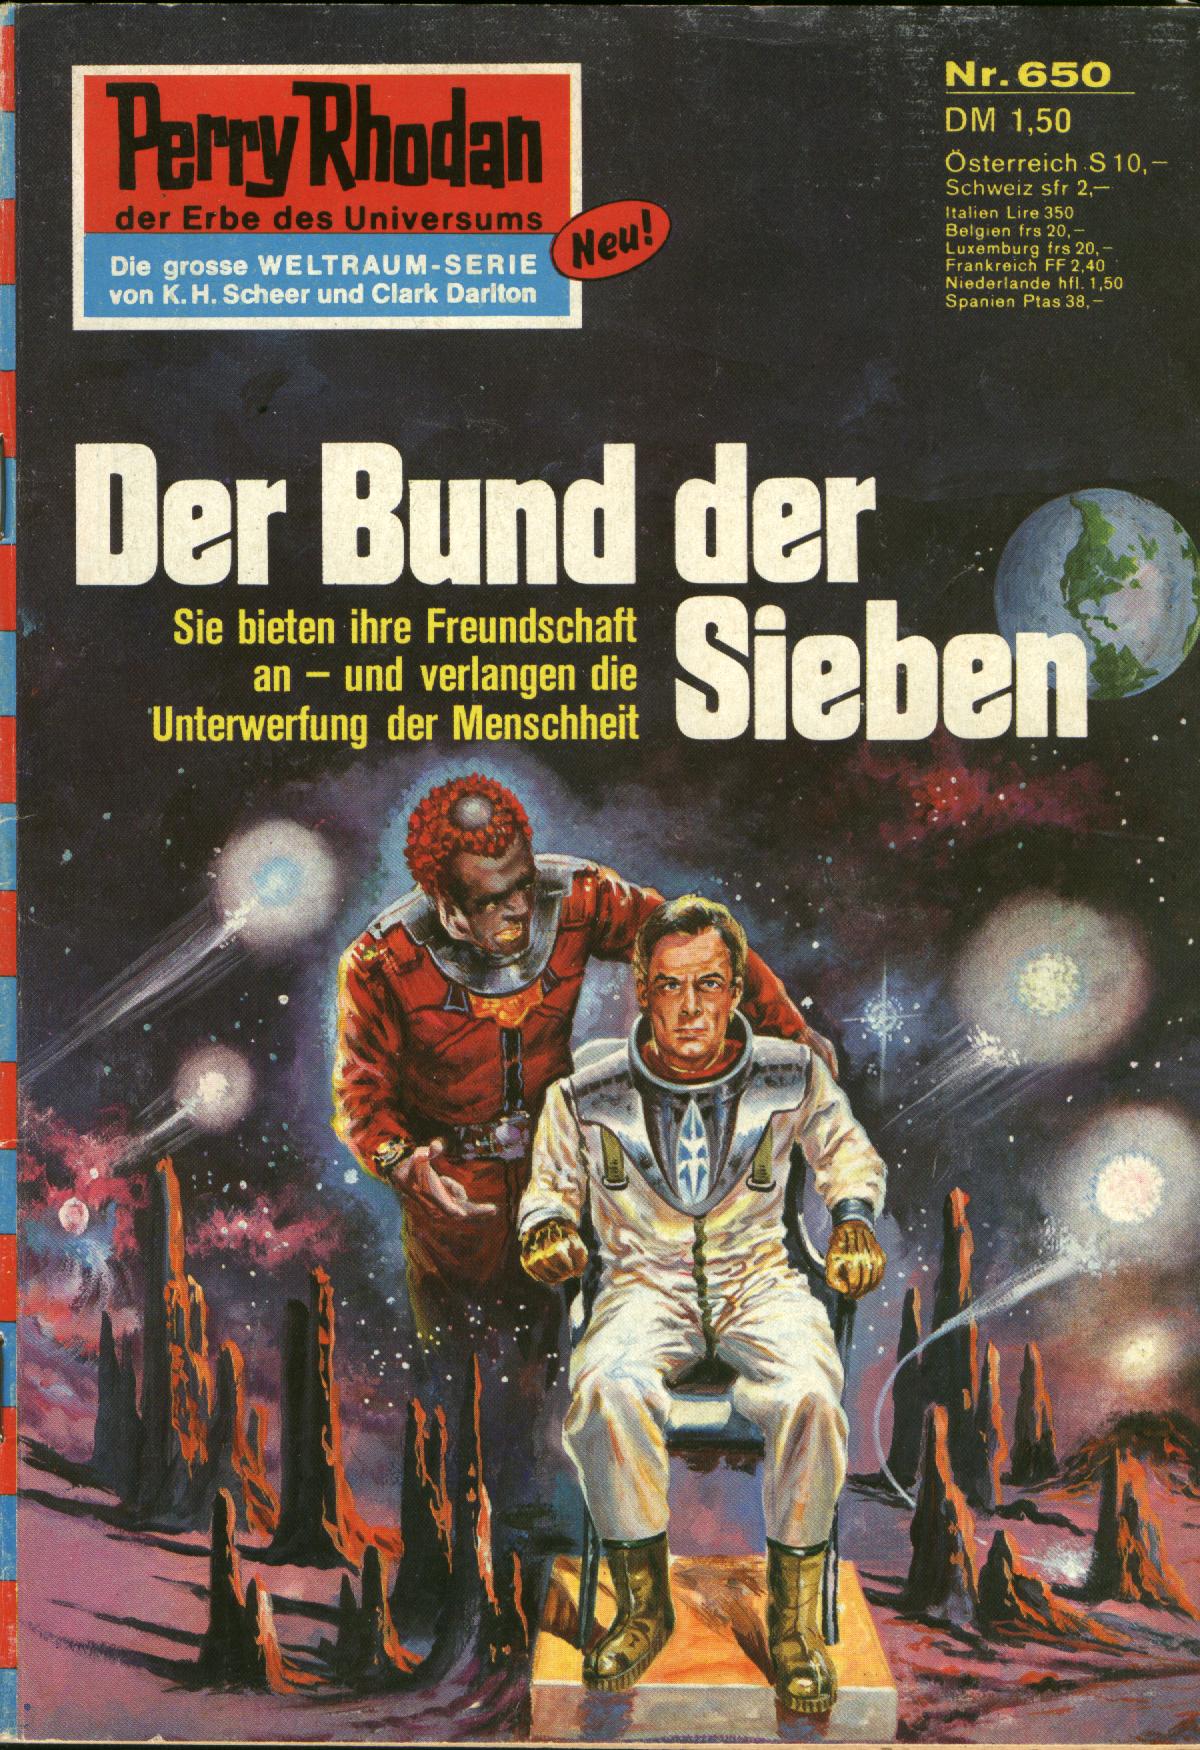 Perry Rhodan
der Erbe des Universums
Die grosse WELTRAUM-SERIE
von K. H. Scheer und Clark Darlton
Neu!
Nr. 650
DM 1,50
Österreich S 10,–
Schweiz sfr 2,–
Italien Lire 350
Belgien frs 20,–
Luxemburg frs 20,–
Frankreich FF 2,40
Niederlande hfl. 1,50
Spanien Ptas 38,–
Der Bund der
Sieben
Sie bieten ihre Freundschaft
an – und verlangen die
Unterwerfung der Menschheit